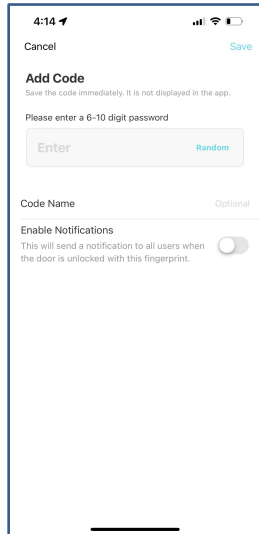 4:14
Cancel
Save
Add Code
Save the code immediately. It is not displayed in the app.
Please enter a 6-10 digit password
Enter
Random
Code Name
Optional
Enable Notifications
This will send a notification to all users when
the door is unlocked with this fingerprint.